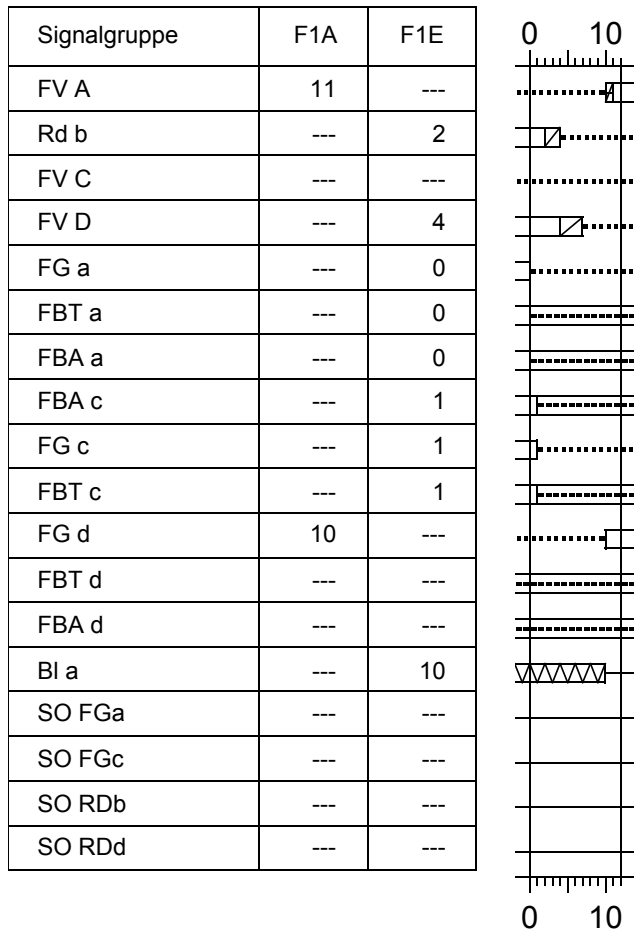 Signalgruppe F1A F1E 0 10
FV A 11 ---
Rd b --- 2
FV C --- ---
FV D --- 4
FG a --- 0
FBT a --- 0
FBA a --- 0
FBA c --- 1
FG c --- 1
FBT c --- 1
FG d 10 ---
FBT d --- ---
FBA d --- ---
Bl a --- 10
SO FGa --- ---
SO FGc --- ---
SO RDb --- ---
SO RDd --- ---
0 10